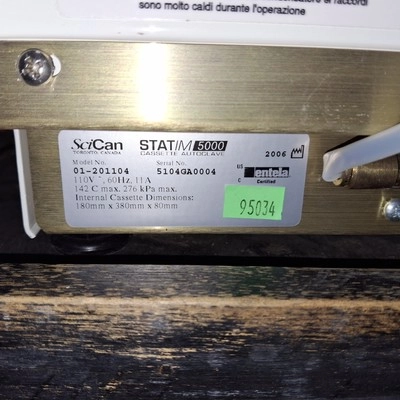 sono molto caldi durante l'operazione
SciCan
TORONTO, CANADA
STATIM 5000
CASSETTE AUTOCLAVE
2006
Model No.
Serial No.
01-201104
5104GA0004
110V ~, 60Hz, 11A
142 C max. 276 kPa max.
Internal Cassette Dimensions:
180mm x 380mm x 80mm
US
entela
C
Certified
95034